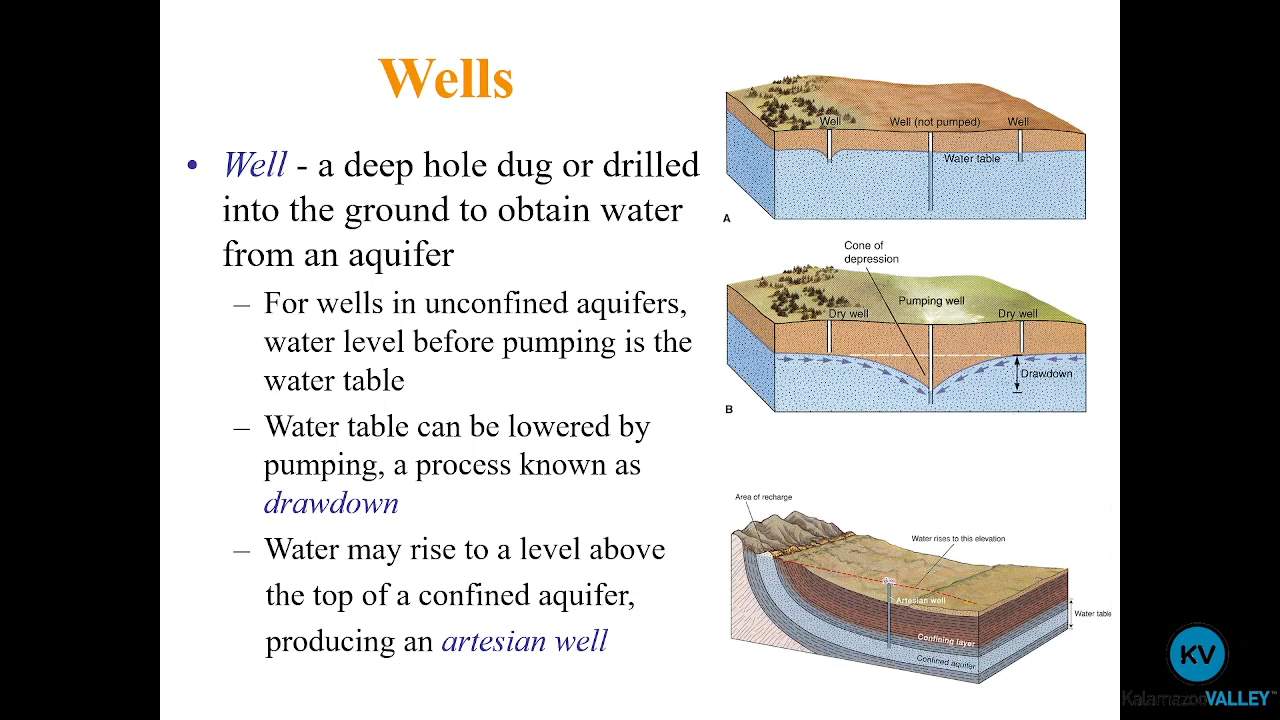 Wells
• Well - a deep hole dug or drilled
into the ground to obtain water
from an aquifer
– For wells in unconfined aquifers,
water level before pumping is the
water table
– Water table can be lowered by
pumping, a process known as
drawdown
– Water may rise to a level above
the top of a confined aquifer,
producing an artesian well
Well
Well (not pumped)
Well
Water table
A
Cone of
depression
Pumping well
Dry well
Dry well
Drawdown
B
Area of recharge
Water rises to this elevation
Artesian well
Water table
Confining layer
Confined aquifer
KV
KalamazooVALLEY™